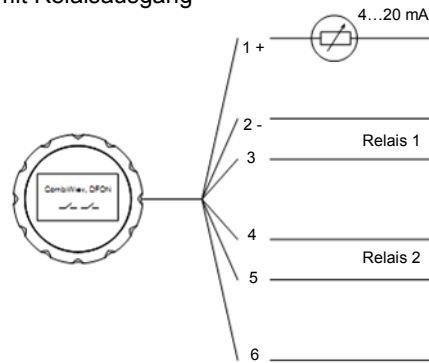 mit Relaisausgang
4…20 mA
1 +
2 -
Relais 1
3
CombiView, DFON
4
Relais 2
5
6